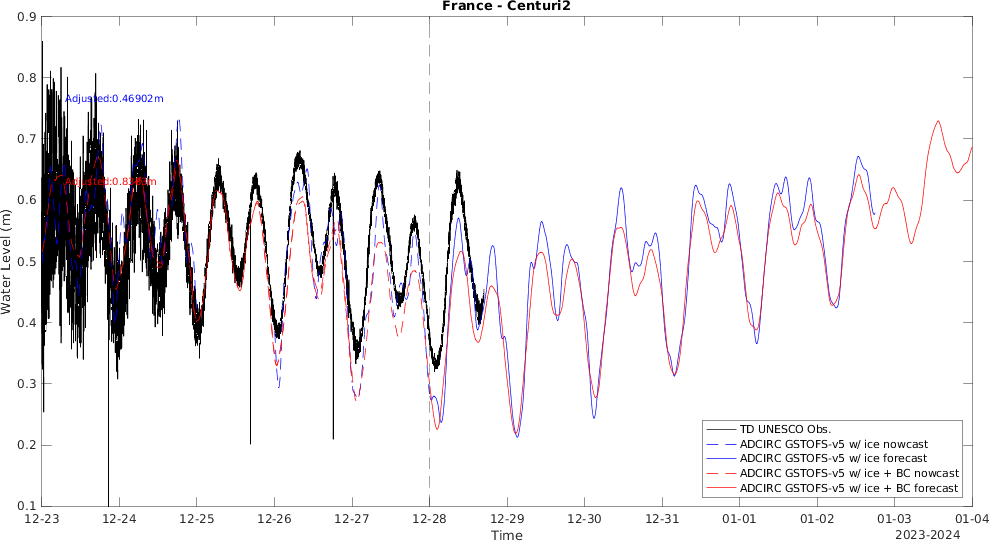 France - Centuri2
0.9
0.8
0.7
0.6
0.5
0.4
0.3
0.2
0.1
Water Level (m)
Adjusted:0.46902m
TD UNESCO Obs.
ADCIRC GSTOFS-v5 w/ ice nowcast
ADCIRC GSTOFS-v5 w/ ice forecast
ADCIRC GSTOFS-v5 w/ ice + BC nowcast
ADCIRC GSTOFS-v5 w/ ice + BC forecast
12-23 12-24 12-25 12-26 12-27 12-28 12-29 12-30 12-31 01-01 01-02 01-03 01-04
Time
2023-2024